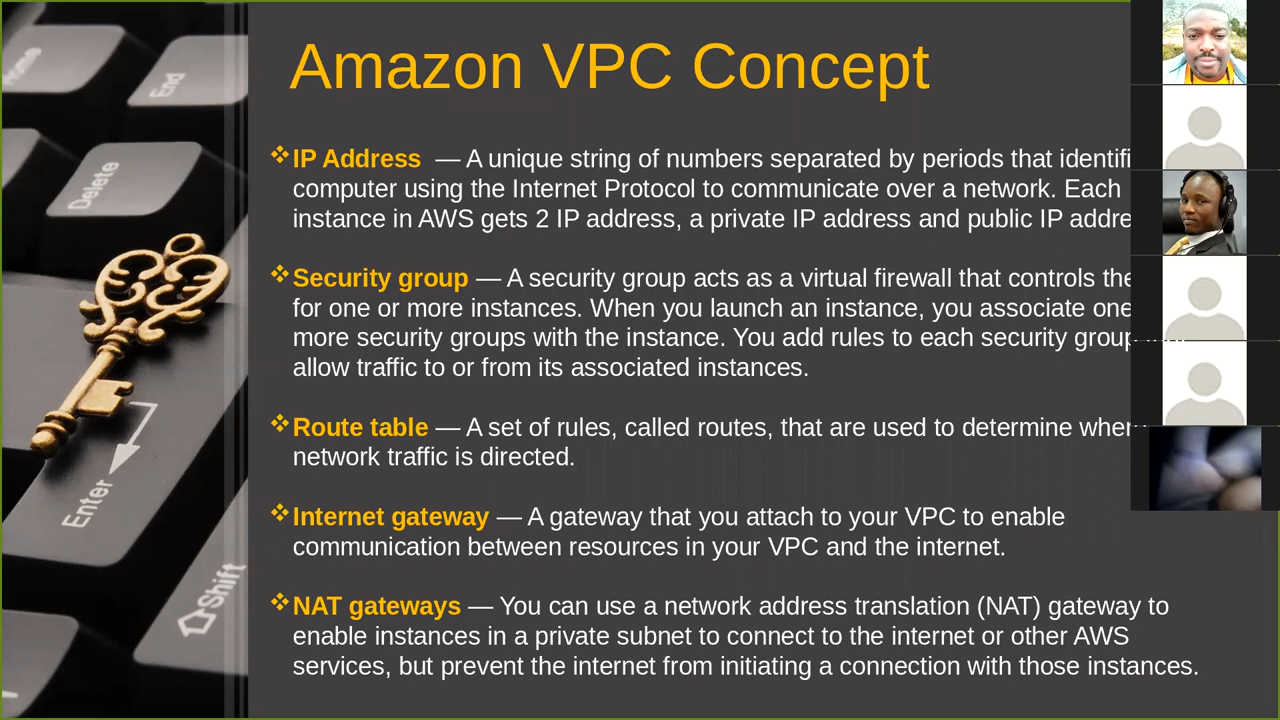 Amazon VPC Concept
IP Address — A unique string of numbers separated by periods that
computer using the Internet Protocol to communicate over a network. Each
instance in AWS gets 2 IP address, a private IP address and public IP
Security group — A security group acts as a virtual firewall that controls the
for one or more instances. When you launch an instance, you associate one
more security groups with the instance. You add rules to each security group
allow traffic to or from its associated instances.
Route table — A set of rules, called routes, that are used to determine
network traffic is directed.
Internet gateway — A gateway that you attach to your VPC to enable
communication between resources in your VPC and the internet.
NAT gateways — You can use a network address translation (NAT) gateway to
enable instances in a private subnet to connect to the internet or other AWS
services, but prevent the internet from initiating a connection with those instances.
Home
End
Delete
Enter
Shift